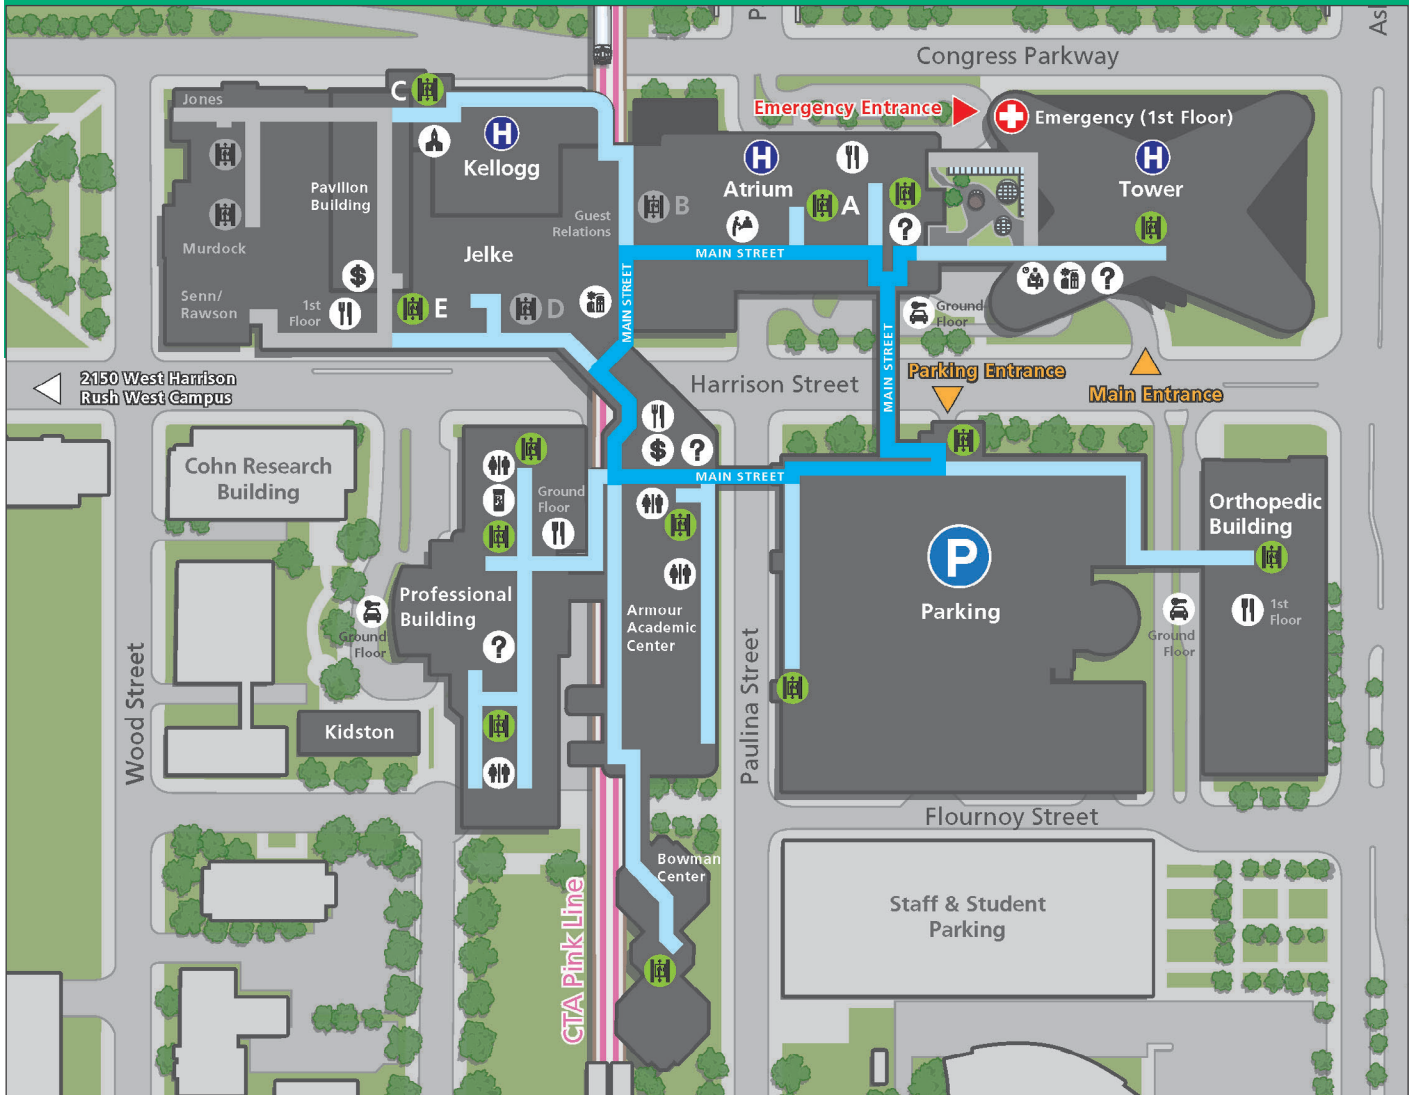 P
Ash
Congress Parkway
C
Jones
Emergency Entrance
Emergency (1st Floor)
H
Kellogg
H
Atrium
H
Tower
Pavilion
Building
B
A
Guest
Relations
?
Murdock
Jelke
MAIN STREET
$
Senn/
Rawson
1st
Floor
E
D
MAIN STREET
?
Ground
Floor
MAIN STREET
2150 West Harrison
Rush West Campus
Harrison Street
Parking Entrance
Main Entrance
$
?
Cohn Research
Building
Ground
Floor
MAIN STREET
Orthopedic
Building
P
Parking
Professional
Building
Armour
Academic
Center
1st
Floor
Ground
Floor
?
Ground
Floor
Wood Street
Paulina Street
Kidston
Flournoy Street
Bowman
Center
CTA Pink Line
Staff & Student
Parking